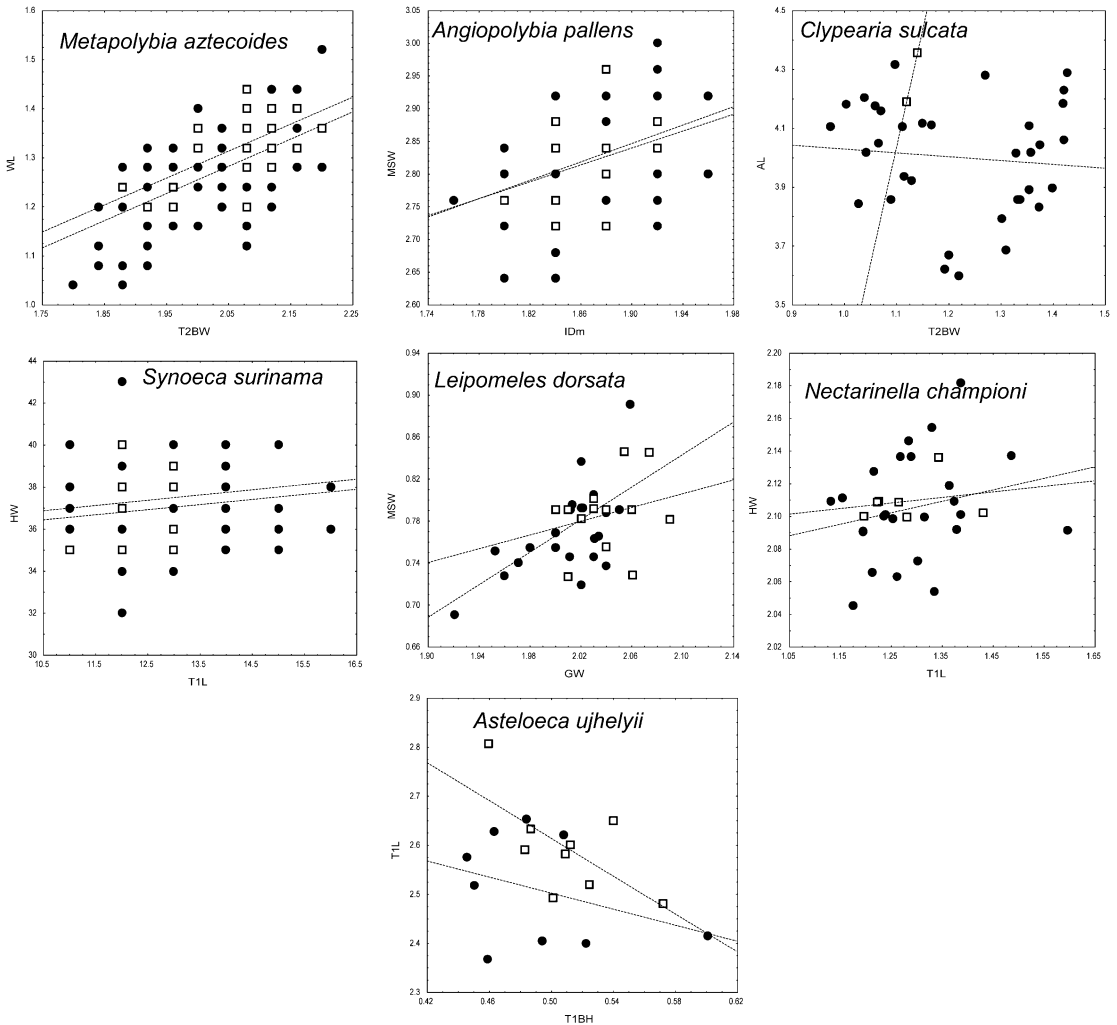 Metapolybia aztecoides
WL
1.6
1.5
1.4
1.3
1.2
1.1
1.0
1.75 1.85 1.95 2.05 2.15 2.25
T2BW
Angiopolybia pallens
MSW
3.00
2.95
2.90
2.85
2.80
2.75
2.70
2.65
2.60
1.74 1.78 1.82 1.86 1.90 1.94 1.98
IDm
Clypearia sulcata
AL
4.5
4.3
4.1
3.9
3.7
3.5
0.9 1.0 1.1 1.2 1.3 1.4 1.5
T2BW
Synoeca surinama
HW
44
42
40
38
36
34
32
30
10.5 11.5 12.5 13.5 14.5 15.5 16.5
T1L
Leipomeles dorsata
MSW
0.94
0.90
0.86
0.82
0.78
0.74
0.70
0.66
1.90 1.94 1.98 2.02 2.06 2.10 2.14
GW
Nectarinella championi
HW
2.20
2.18
2.16
2.14
2.12
2.10
2.08
2.06
2.04
2.02
1.05 1.15 1.25 1.35 1.45 1.55 1.65
T1L
Asteloeca ujhelyii
T1L
2.9
2.8
2.7
2.6
2.5
2.4
2.3
0.42 0.46 0.50 0.54 0.58 0.62
T1BH